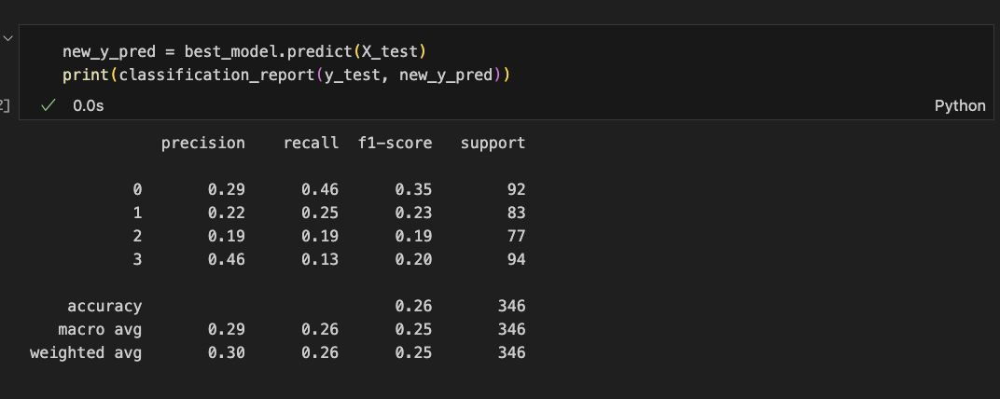 new_y_pred = best_model.predict(X_test)
print(classification_report(y_test, new_y_pred))
2] 0.0s Python
precision recall f1-score support
0 0.29 0.46 0.35 92
1 0.22 0.25 0.23 83
2 0.19 0.19 0.19 77
3 0.46 0.13 0.20 94
accuracy 0.26 346
macro avg 0.29 0.26 0.25 346
weighted avg 0.30 0.26 0.25 346